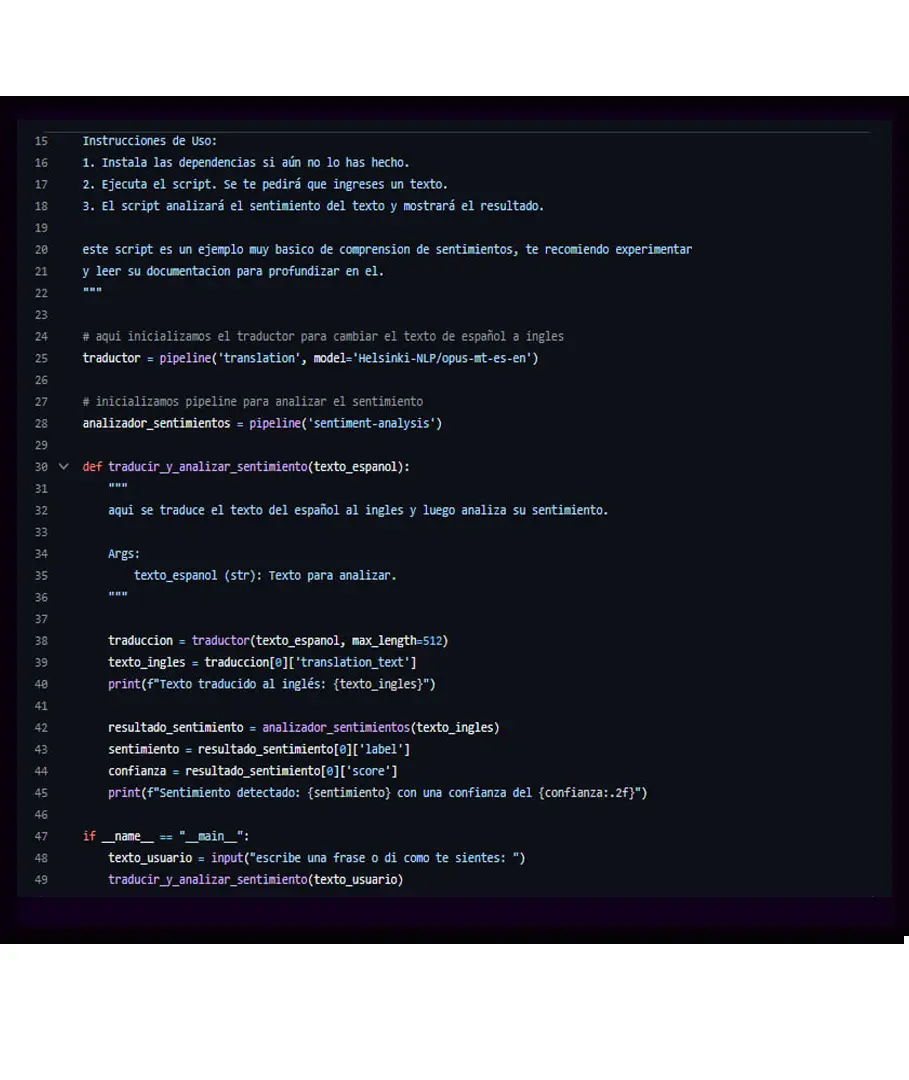 15 Instrucciones de Uso:
16 1. Instala las dependencias si aún no lo has hecho.
17 2. Ejecuta el script. Se te pedirá que ingreses un texto.
18 3. El script analizará el sentimiento del texto y mostrará el resultado.
19
20 este script es un ejemplo muy basico de comprension de sentimientos, te recomiendo experimentar
21 y leer su documentacion para profundizar en el.
22 """
23
24 # aqui inicializamos el traductor para cambiar el texto de español a ingles
25 traductor = pipeline('translation', model='Helsinki-NLP/opus-mt-es-en')
26
27 # inicializamos pipeline para analizar el sentimiento
28 analizador_sentimientos = pipeline('sentiment-analysis')
29
30 def traducir_y_analizar_sentimiento(texto_espanol):
31     """
32     aqui se traduce el texto del español al ingles y luego analiza su sentimiento.
33
34     Args:
35         texto_espanol (str): Texto para analizar.
36     """
37
38     traduccion = traductor(texto_espanol, max_length=512)
39     texto_ingles = traduccion[0]['translation_text']
40     print(f"Texto traducido al inglés: {texto_ingles}")
41
42     resultado_sentimiento = analizador_sentimientos(texto_ingles)
43     sentimiento = resultado_sentimiento[0]['label']
44     confianza = resultado_sentimiento[0]['score']
45     print(f"Sentimiento detectado: {sentimiento} con una confianza del {confianza:.2f}")
46
47 if __name__ == "__main__":
48     texto_usuario = input("escribe una frase o di como te sientes: ")
49     traducir_y_analizar_sentimiento(texto_usuario)